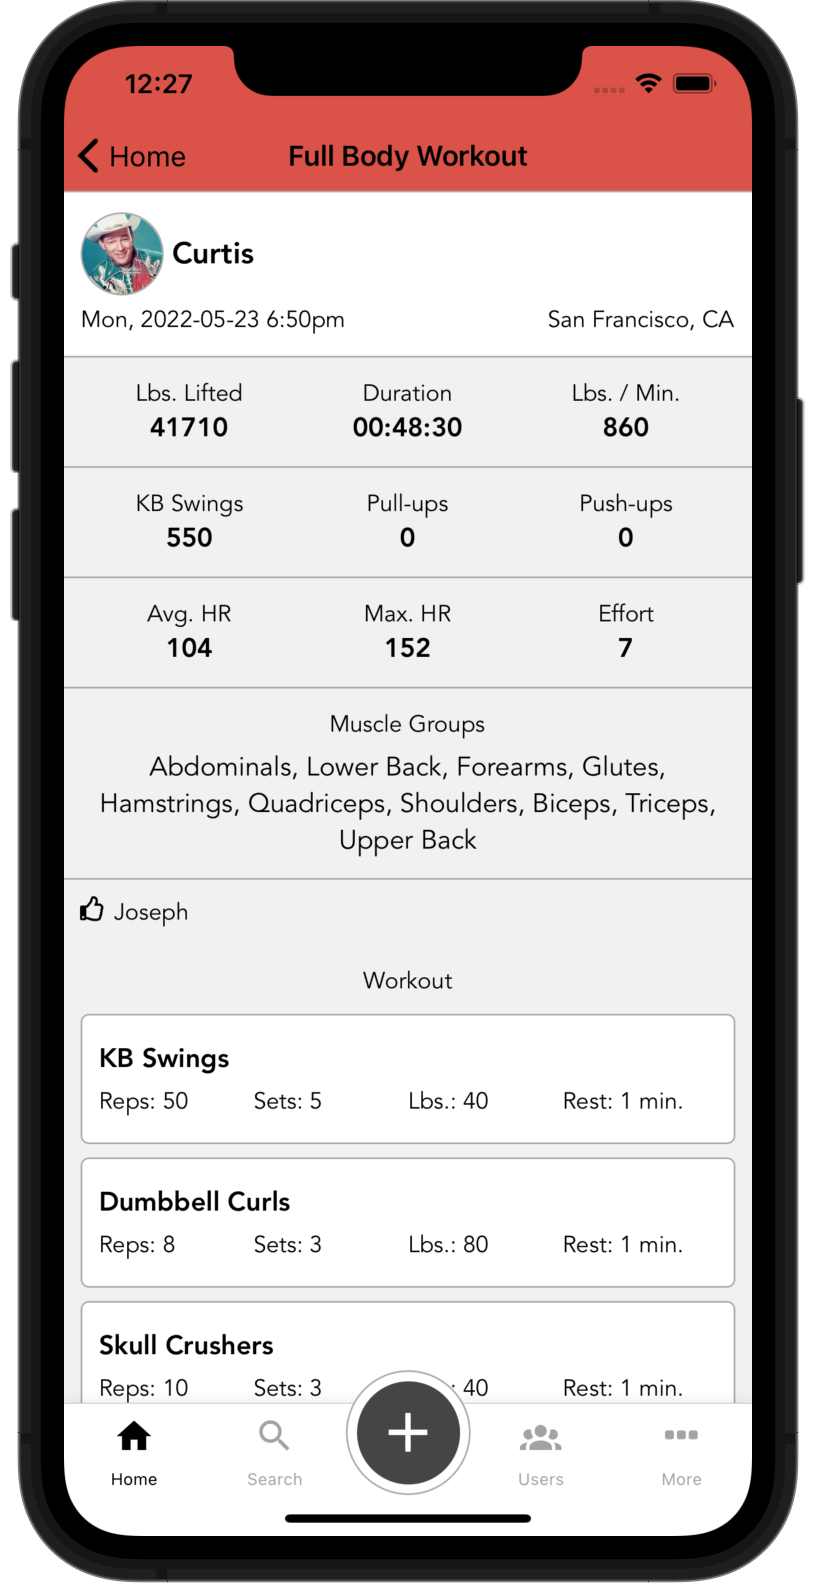 12:27
Home Full Body Workout
Curtis
Mon, 2022-05-23 6:50pm San Francisco, CA
Lbs. Lifted Duration Lbs. / Min.
41710 00:48:30 860
KB Swings Pull-ups Push-ups
550 0 0
Avg. HR Max. HR Effort
104 152 7
Muscle Groups
Abdominals, Lower Back, Forearms, Glutes,
Hamstrings, Quadriceps, Shoulders, Biceps, Triceps,
Upper Back
Joseph
Workout
KB Swings
Reps: 50 Sets: 5 Lbs.: 40 Rest: 1 min.
Dumbbell Curls
Reps: 8 Sets: 3 Lbs.: 80 Rest: 1 min.
Skull Crushers
Reps: 10 Sets: 3 : 40 Rest: 1 min.
Home Search Users More